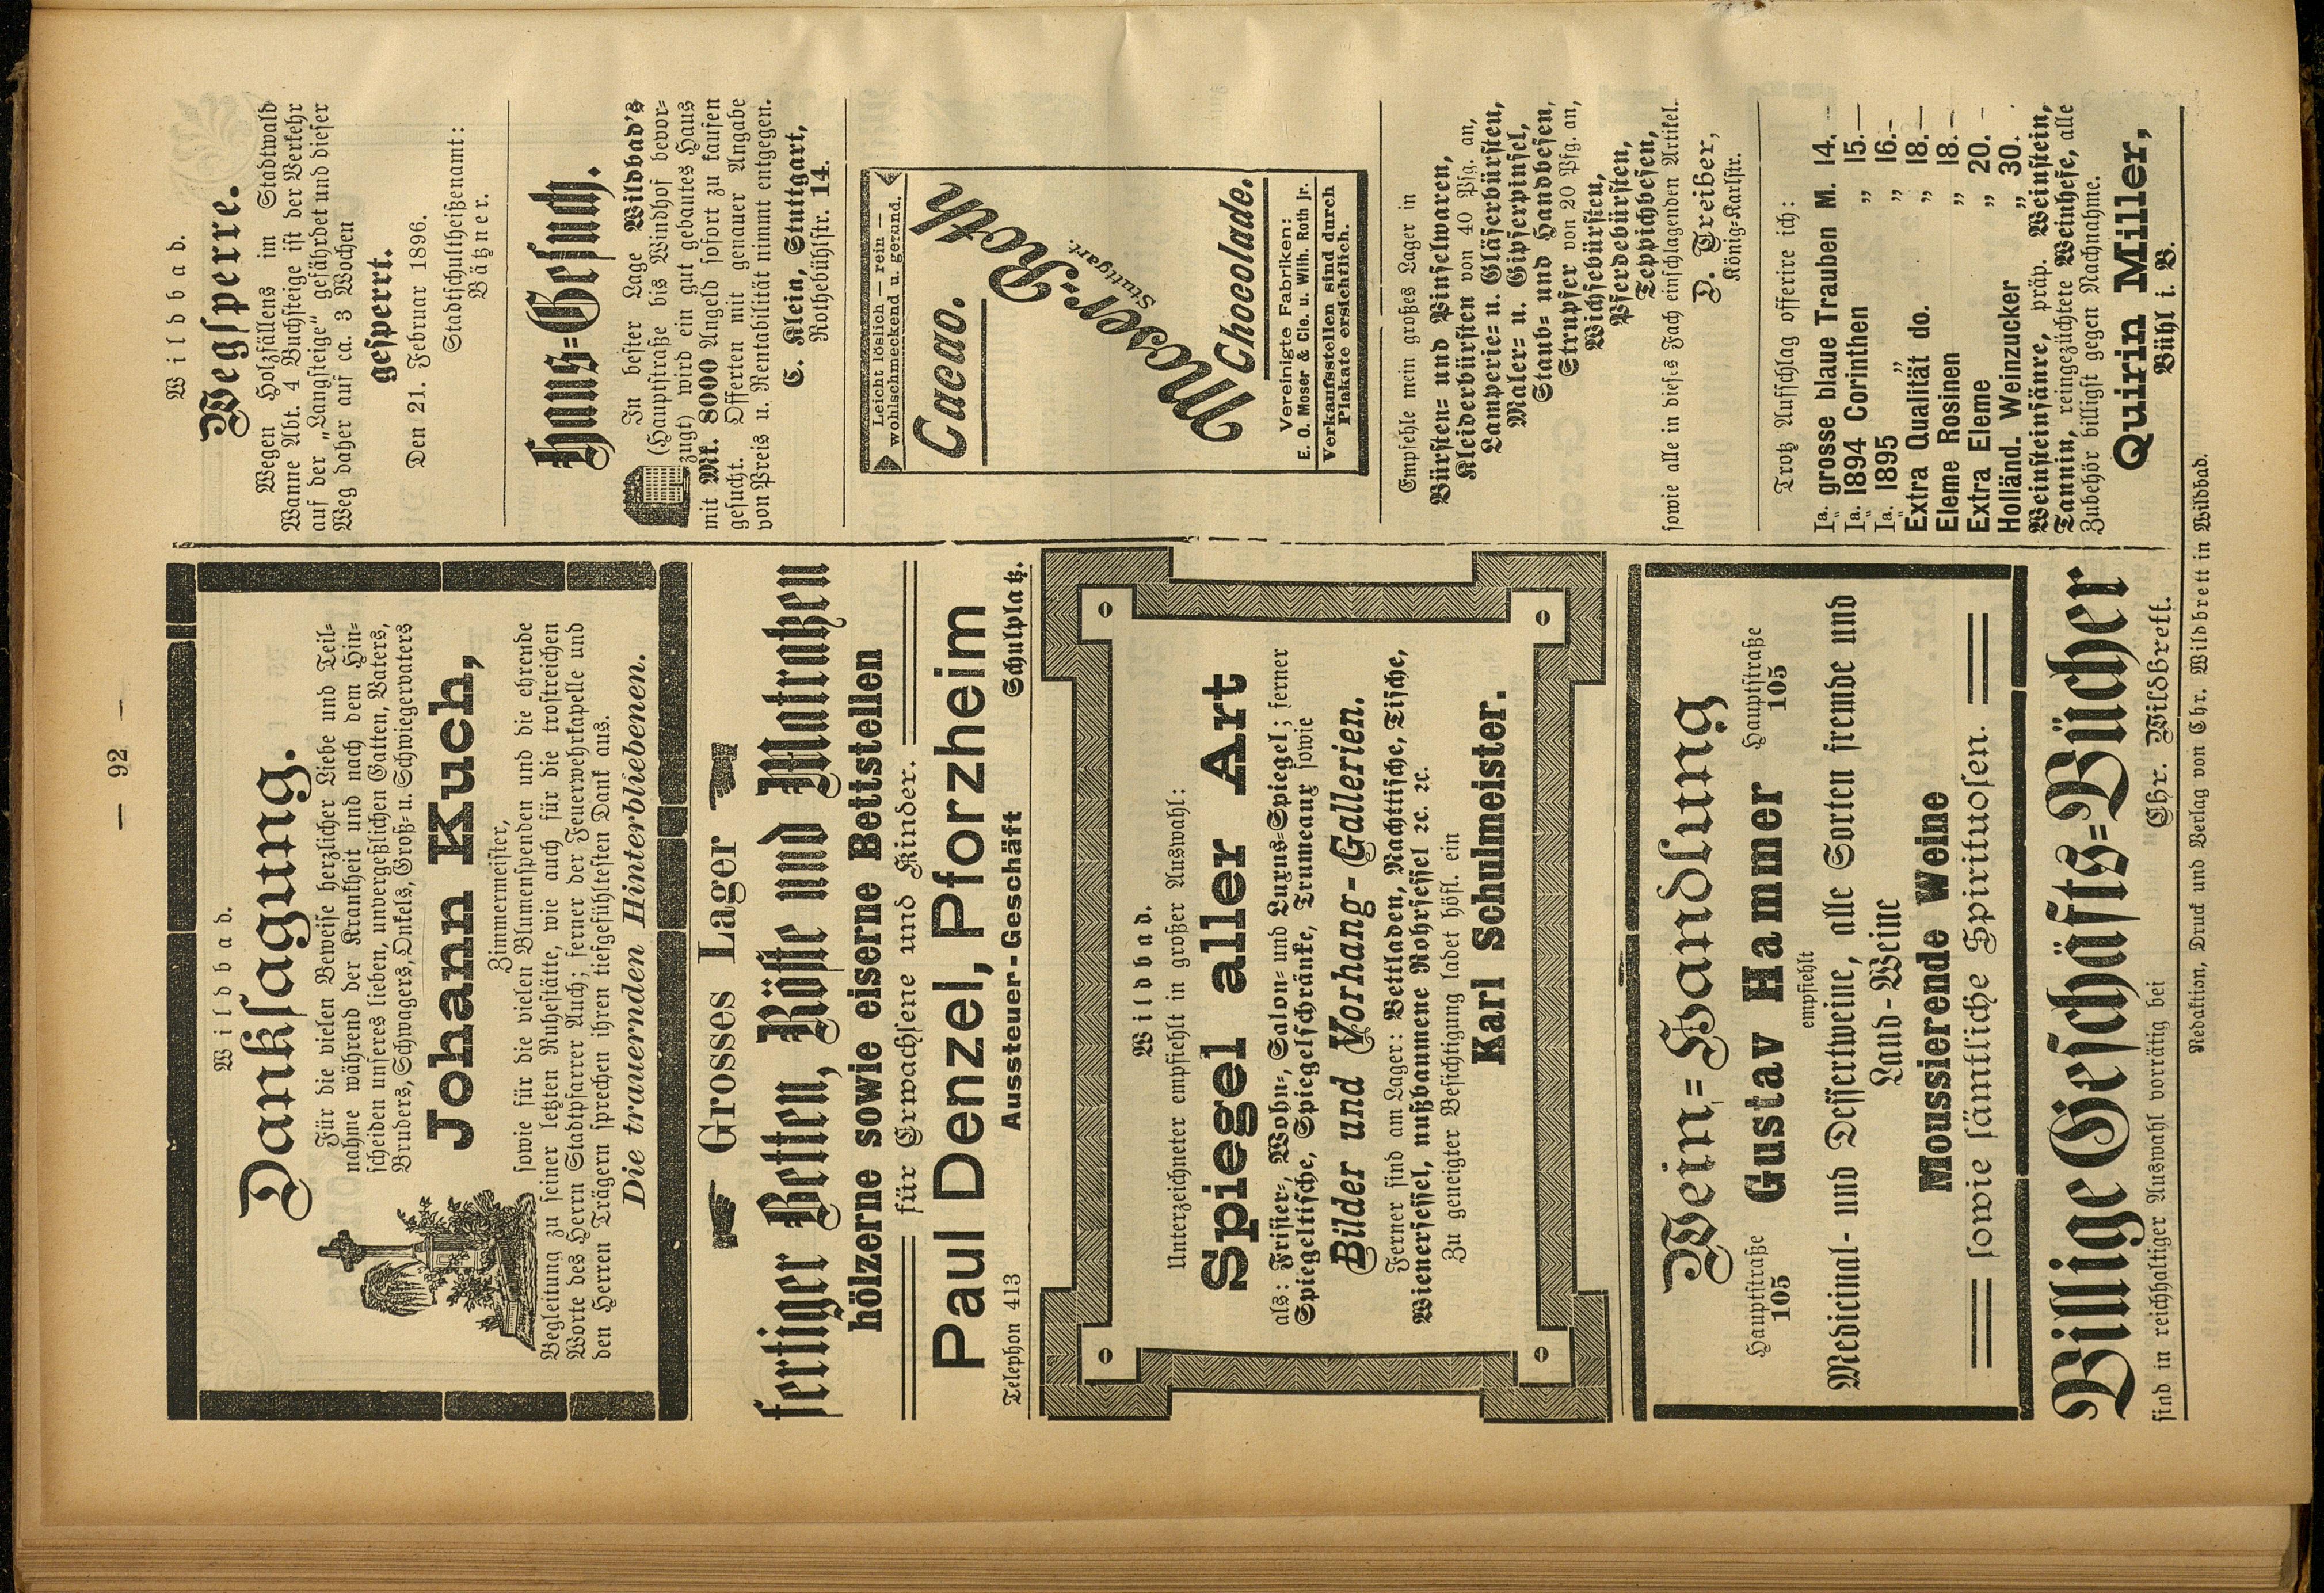 — 92 —
Wildbad.
Danksagung.
Für die vielen Beweise herzlicher Liebe und Teil-
nahme während der Krankheit und nach dem Hin-
scheiden unseres lieben, unvergeßlichen Gatten, Vaters,
Bruders, Schwagers, Onkels, Groß- u. Schwiegervaters
Johann Kuch,
Zimmermeister,
sowie für die vielen Blumenspenden und die ehrende
Begleitung zu seiner letzten Ruhestätte, wie auch für die trostreichen
Worte des Herrn Stadtpfarrer Auch; ferner der Feuerwehrkapelle und
den Herren Trägern sprechen ihren tiefgefühltesten Dank aus.
Die trauernden Hinterbliebenen.
Grosses Lager
fertiger Betten, Röste und Matratzen
hölzerne sowie eiserne Bettstellen
für Erwachsene und Kinder.
Paul Denzel, Pforzheim
Telephon 413 Aussteuer-Geschäft Schulplatz.
Wildbad.
Unterzeichneter empfiehlt in großer Auswahl:
Spiegel aller Art
als: Frisier-, Wohn-, Salon- und Luxus-Spiegel; ferner
Spiegeltische, Spiegelschränke, Trumeaux sowie
Bilder und Vorhang-Gallerien.
Ferner sind am Lager: Bettladen, Nachttische, Tische,
Wienersessel, nußbaumene Rohrsessel ꝛc. ꝛc.
Zu geneigter Besichtigung ladet höfl. ein
Karl Schulmeister.
Wein-Handlung
Hauptstraße 105 Gustav Hammer Hauptstraße 105
empfiehlt
Medicinal- und Dessertweine, alle Sorten fremde und
Land-Weine
Moussierende Weine
sowie sämtliche Spirituosen.
Billige Geschäfts-Bücher
sind in reichhaltiger Auswahl vorrätig bei Chr. Wildbrett.
Wildbad.
Wegsperre.
Wegen Holzfällens im Stadtwald
Wanne Abt. 4 Buchsteige ist der Verkehr
auf der „Langsteige" gefährdet und dieser
Weg daher auf ca. 3 Wochen
gesperrt.
Den 21. Februar 1896.
Stadtschultheißenamt:
Bätzner.
Haus-Gesuch.
In bester Lage Wildbad's
(Hauptstraße bis Windhof bevor-
zugt) wird ein gut gebautes Haus
mit Mk. 8000 Angeld sofort zu kaufen
gesucht. Offerten mit genauer Angabe
von Preis u. Rentabilität nimmt entgegen.
C. Klein, Stuttgart,
Rothebühlstr. 14.
Leicht löslich — rein —
wohlschmeckend u. gesund.
Cacao.
Moser-Roth
Stuttgart.
Chocolade.
Vereinigte Fabriken:
E. O. Moser & Cie. u. Wilh. Roth jr.
Verkaufsstellen sind durch
Plakate ersichtlich.
Empfehle mein großes Lager in
Bürsten- und Pinselwaren,
Kleiderbürsten von 40 Pfg. an,
Lamperie- u. Gläserbürsten,
Maler- u. Gipserpinsel,
Staub- und Handbesen,
Strupfer von 20 Pfg. an,
Wichsebürsten,
Pferdebürsten,
Teppichbesen,
sowie alle in dieses Fach einschlagenden Artikel.
D. Treiber,
König-Karlstr.
Trotz Aufschlag offerire ich:
Ia. grosse blaue Trauben M. 14. –
Ia. 1894 Corinthen „ 15.—
Ia. 1895 „ „ 16.–
Extra Qualität do. „ 18.—
Eleme Rosinen „ 18.–
Extra Eleme „ 20. –
Holländ. Weinzucker „ 30. –
Weinsteinsäure, präp. Weinstein,
Tannin, reingezüchtete Weinhefe, alle
Zubehör billigst gegen Nachnahme.
Quirin Miller,
Bühl i. B.
Redaktion, Druck und Verlag von Chr. Wildbrett in Wildbad.